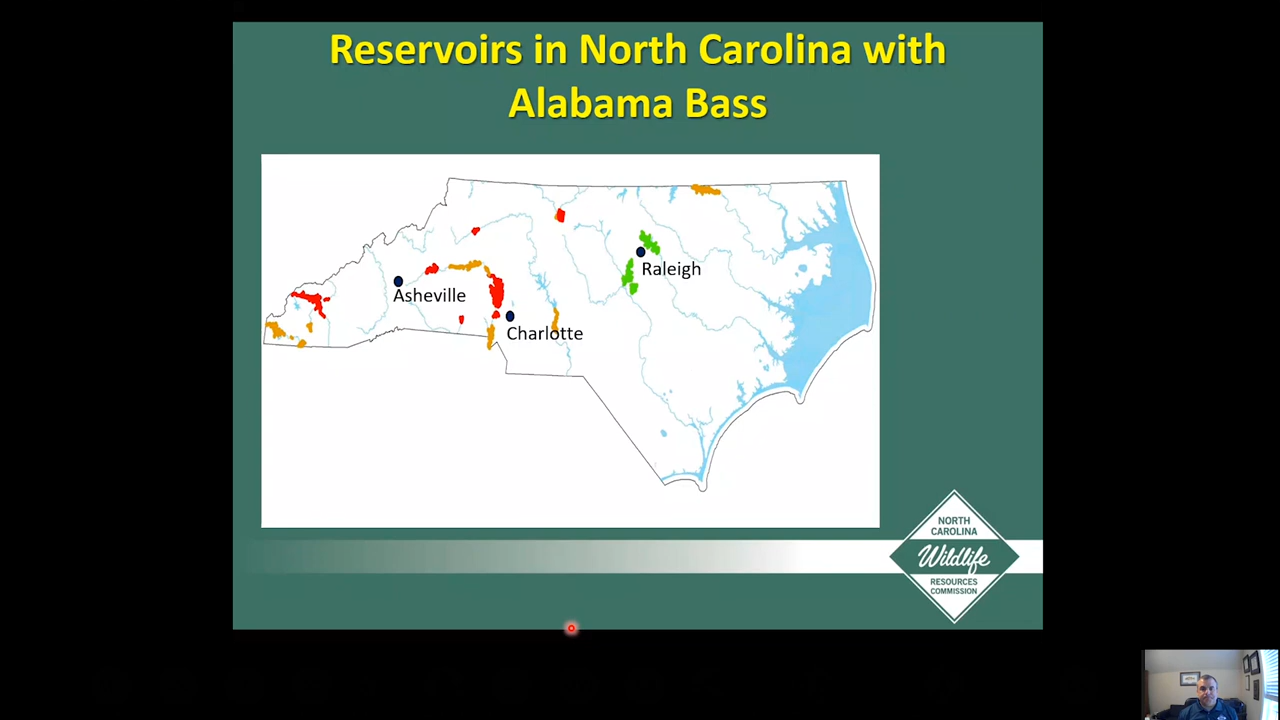 Reservoirs in North Carolina with
Alabama Bass
Raleigh
Asheville
Charlotte
NORTH
CAROLINA
Wildlife
RESOURCES
COMMISSION